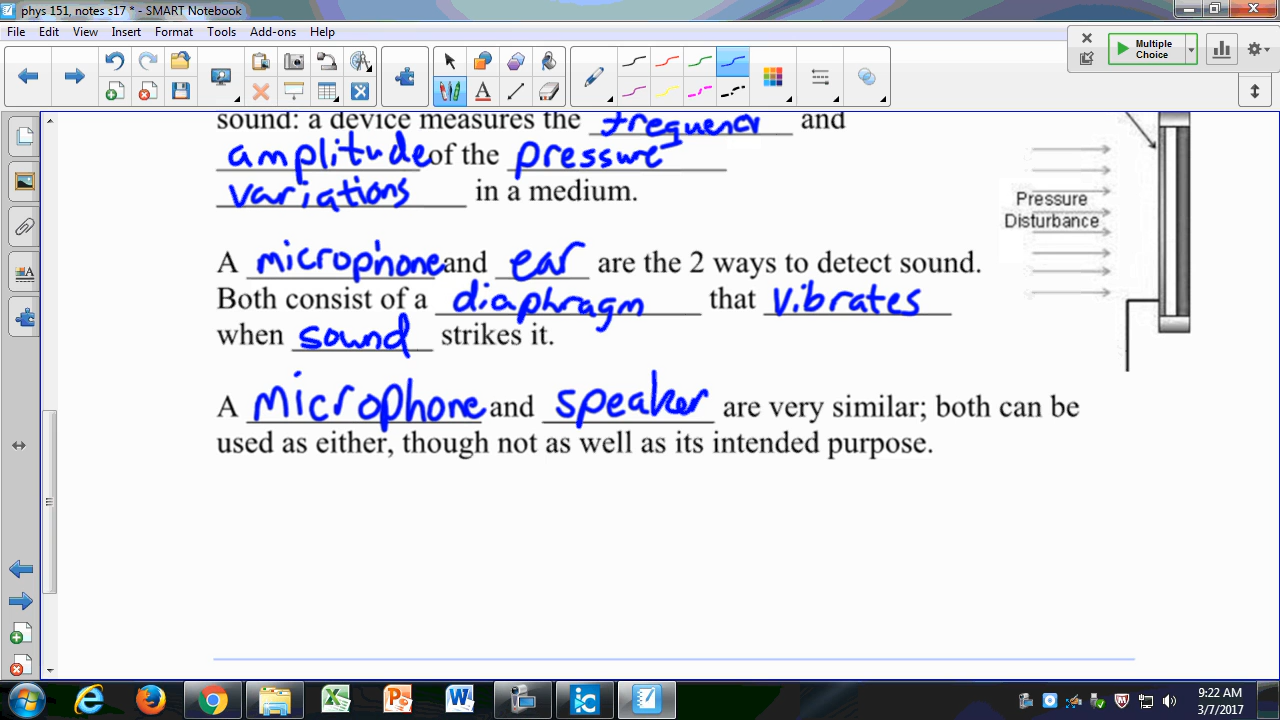 phys 151, notes s17 * - SMART Notebook
File Edit View Insert Format Tools Add-ons Help
Multiple Choice
sound: a device measures the frequency and
amplitude of the pressure
variations in a medium.
Pressure
Disturbance
A microphone and ear are the 2 ways to detect sound.
Both consist of a diaphragm that vibrates
when sound strikes it.
A microphone and speaker are very similar; both can be
used as either, though not as well as its intended purpose.
9:22 AM
3/7/2017